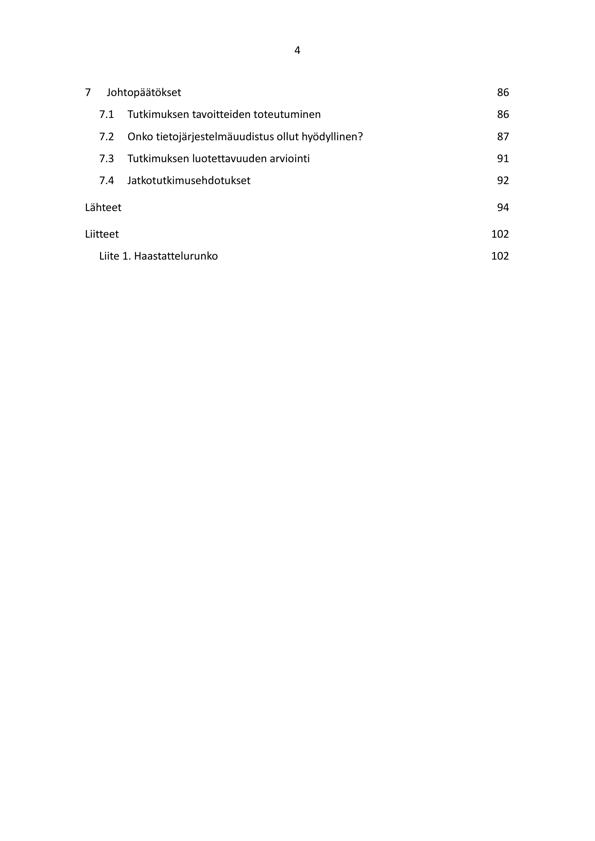 4
7 Johtopäätökset 86
7.1 Tutkimuksen tavoitteiden toteutuminen 86
7.2 Onko tietojärjestelmäuudistus ollut hyödyllinen? 87
7.3 Tutkimuksen luotettavuuden arviointi 91
7.4 Jatkotutkimusehdotukset 92
Lähteet 94
Liitteet 102
Liite 1. Haastattelurunko 102